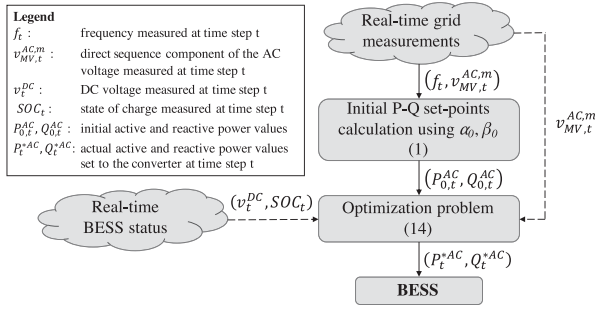 Legend
f_t : frequency measured at time step t
v_{MV,t}^{AC,m} : direct sequence component of the AC
voltage measured at time step t
v_t^{DC} : DC voltage measured at time step t
SOC_t : state of charge measured at time step t
P_{0,t}^{AC}, Q_{0,t}^{AC} : initial active and reactive power values
P_t^{*AC}, Q_t^{*AC} : actual active and reactive power values
set to the converter at time step t
Real-time grid
measurements
(f_t, v_{MV,t}^{AC,m})
Initial P-Q set-points
calculation using α_0, β_0
(1)
v_{MV,t}^{AC,m}
(P_{0,t}^{AC}, Q_{0,t}^{AC})
Real-time
BESS status
(v_t^{DC}, SOC_t)
Optimization problem
(14)
(P_t^{*AC}, Q_t^{*AC})
BESS